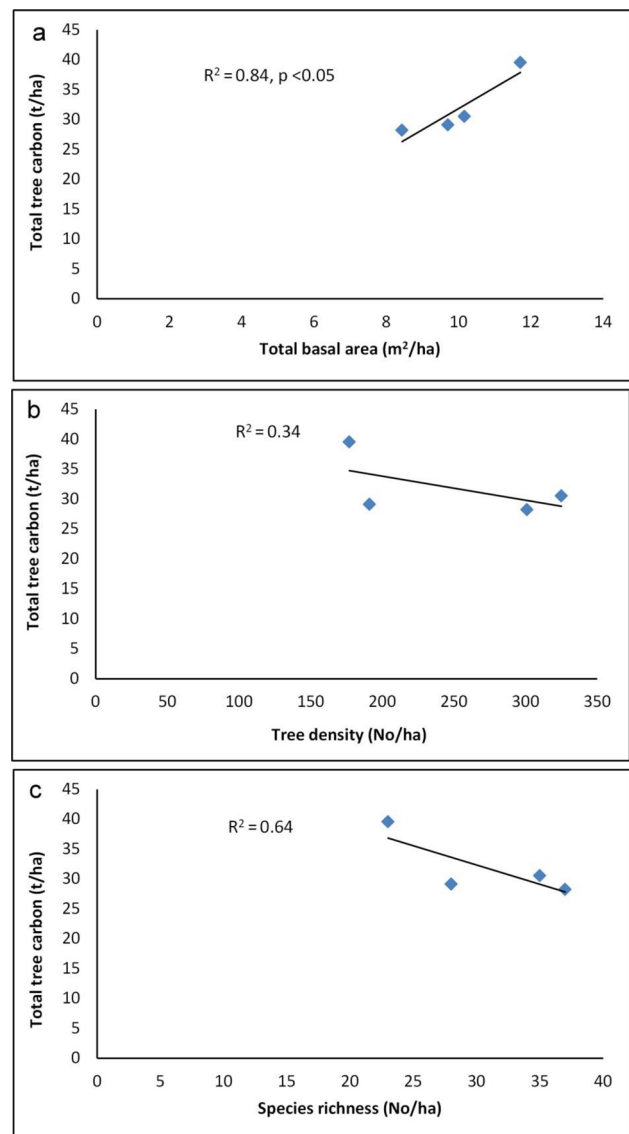 a
R² = 0.84, p <0.05
Total tree carbon (t/ha)
45
40
35
30
25
20
15
10
5
0
0 2 4 6 8 10 12 14
Total basal area (m²/ha)
b
R² = 0.34
Total tree carbon (t/ha)
45
40
35
30
25
20
15
10
5
0
0 50 100 150 200 250 300 350
Tree density (No/ha)
c
R² = 0.64
Total tree carbon (t/ha)
45
40
35
30
25
20
15
10
5
0
0 5 10 15 20 25 30 35 40
Species richness (No/ha)